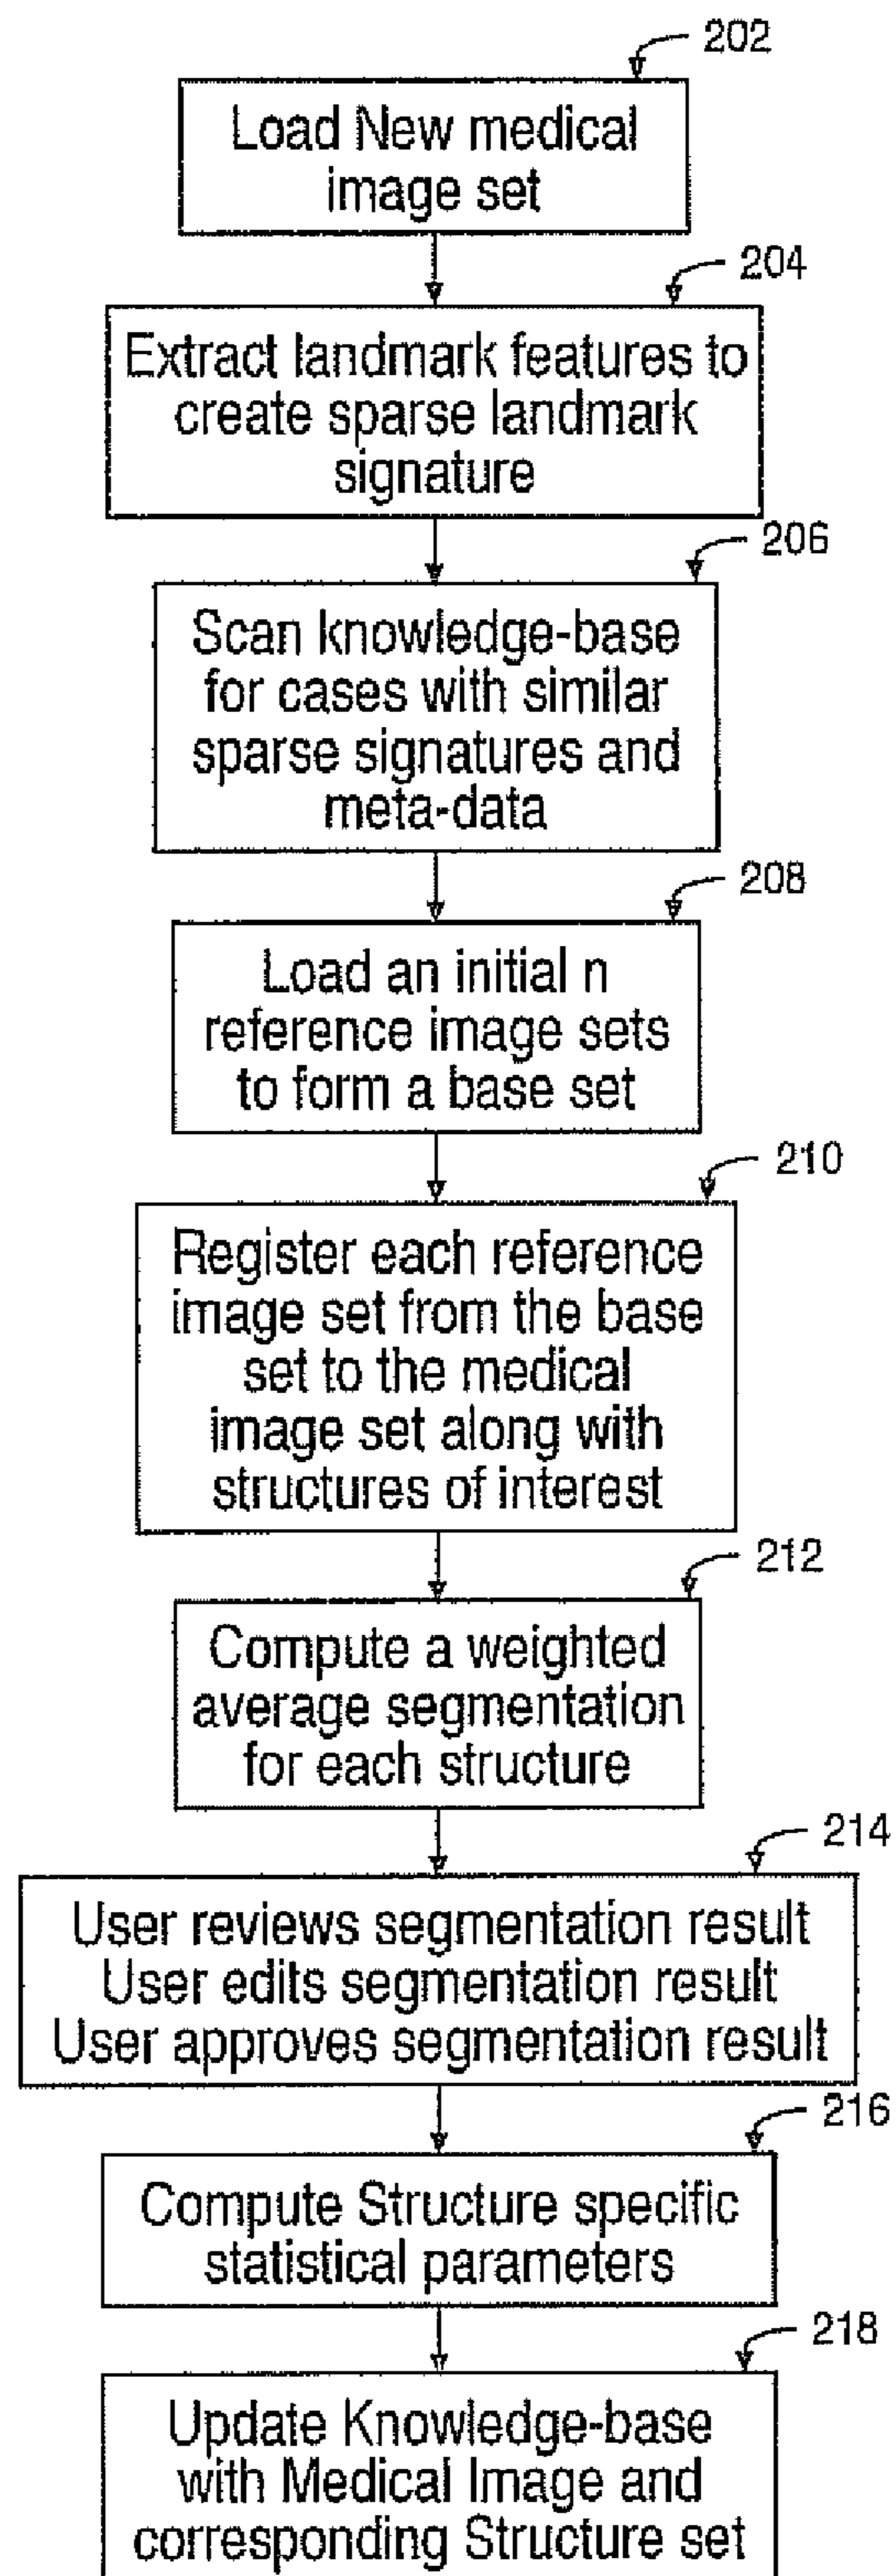 202
Load New medical
image set
204
Extract landmark features to
create sparse landmark
signature
206
Scan knowledge-base
for cases with similar
sparse signatures and
meta-data
208
Load an initial n
reference image sets
to form a base set
210
Register each reference
image set from the base
set to the medical
image set along with
structures of interest
212
Compute a weighted
average segmentation
for each structure
214
User reviews segmentation result
User edits segmentation result
User approves segmentation result
216
Compute Structure specific
statistical parameters
218
Update Knowledge-base
with Medical Image and
corresponding Structure set